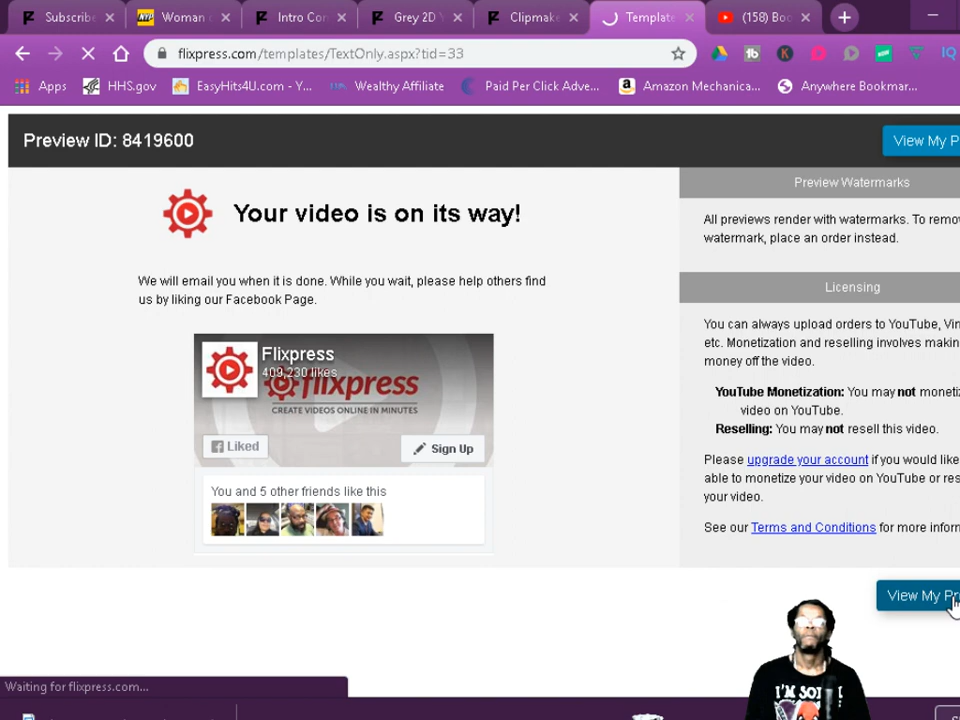 Subscribe
Woman
Intro Con
Grey 2D
Clipmake
Template
(158) Bo
flixpress.com/templates/TextOnly.aspx?tid=33
Apps
HHS.gov
EasyHits4U.com - Y...
Wealthy Affiliate
Paid Per Click Adve...
Amazon Mechanica...
Anywhere Bookmar...
Preview ID: 8419600
View My P
Your video is on its way!
We will email you when it is done. While you wait, please help others find
us by liking our Facebook Page.
Flixpress
409,230 likes
flixpress
CREATE VIDEOS ONLINE IN MINUTES
Liked
Sign Up
You and 5 other friends like this
Preview Watermarks
All previews render with watermarks. To remo
watermark, place an order instead.
Licensing
You can always upload orders to YouTube, Vim
etc. Monetization and reselling involves makin
money off the video.
YouTube Monetization: You may not monetiz
video on YouTube.
Reselling: You may not resell this video.
Please upgrade your account if you would like
able to monetize your video on YouTube or res
your video.
See our Terms and Conditions for more inform
View My Pr
Waiting for flixpress.com...